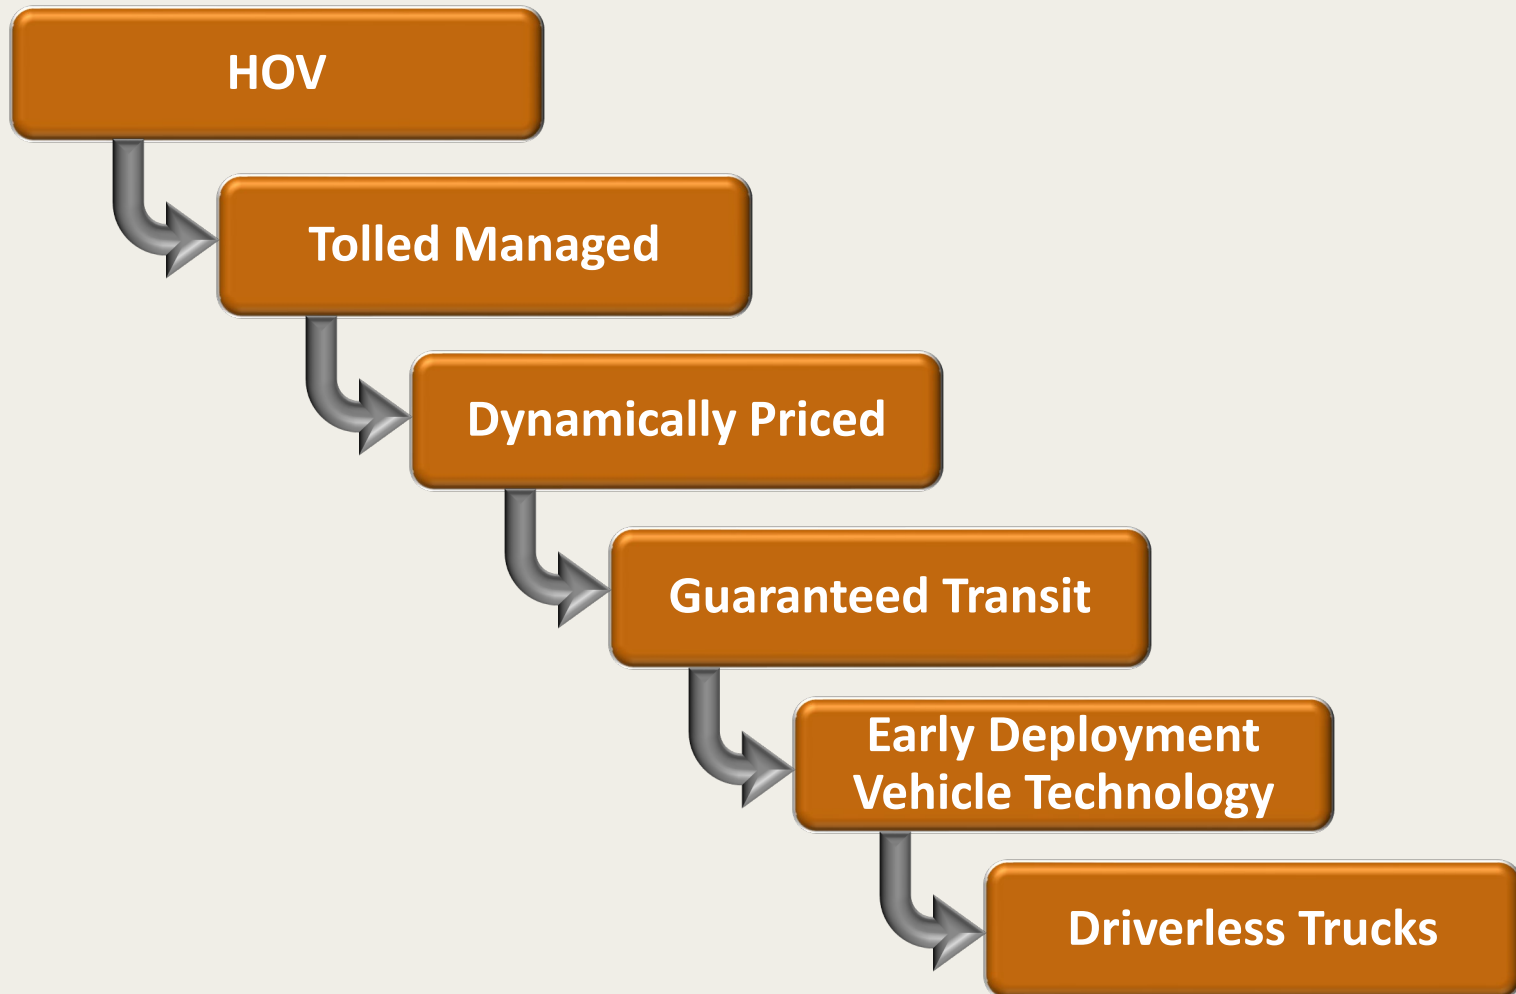 HOV
Tolled Managed
Dynamically Priced
Guaranteed Transit
Early Deployment
Vehicle Technology
Driverless Trucks